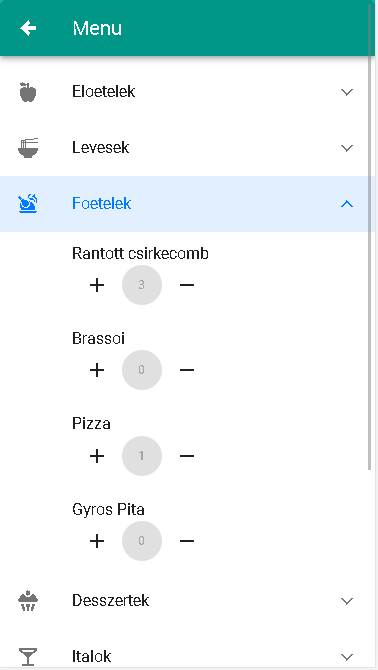 Menu
Eloetelek
Levesek
Foetelek
Rantott csirkecomb
+ 3 −
Brassoi
+ 0 −
Pizza
+ 1 −
Gyros Pita
+ 0 −
Desszertek
Italok